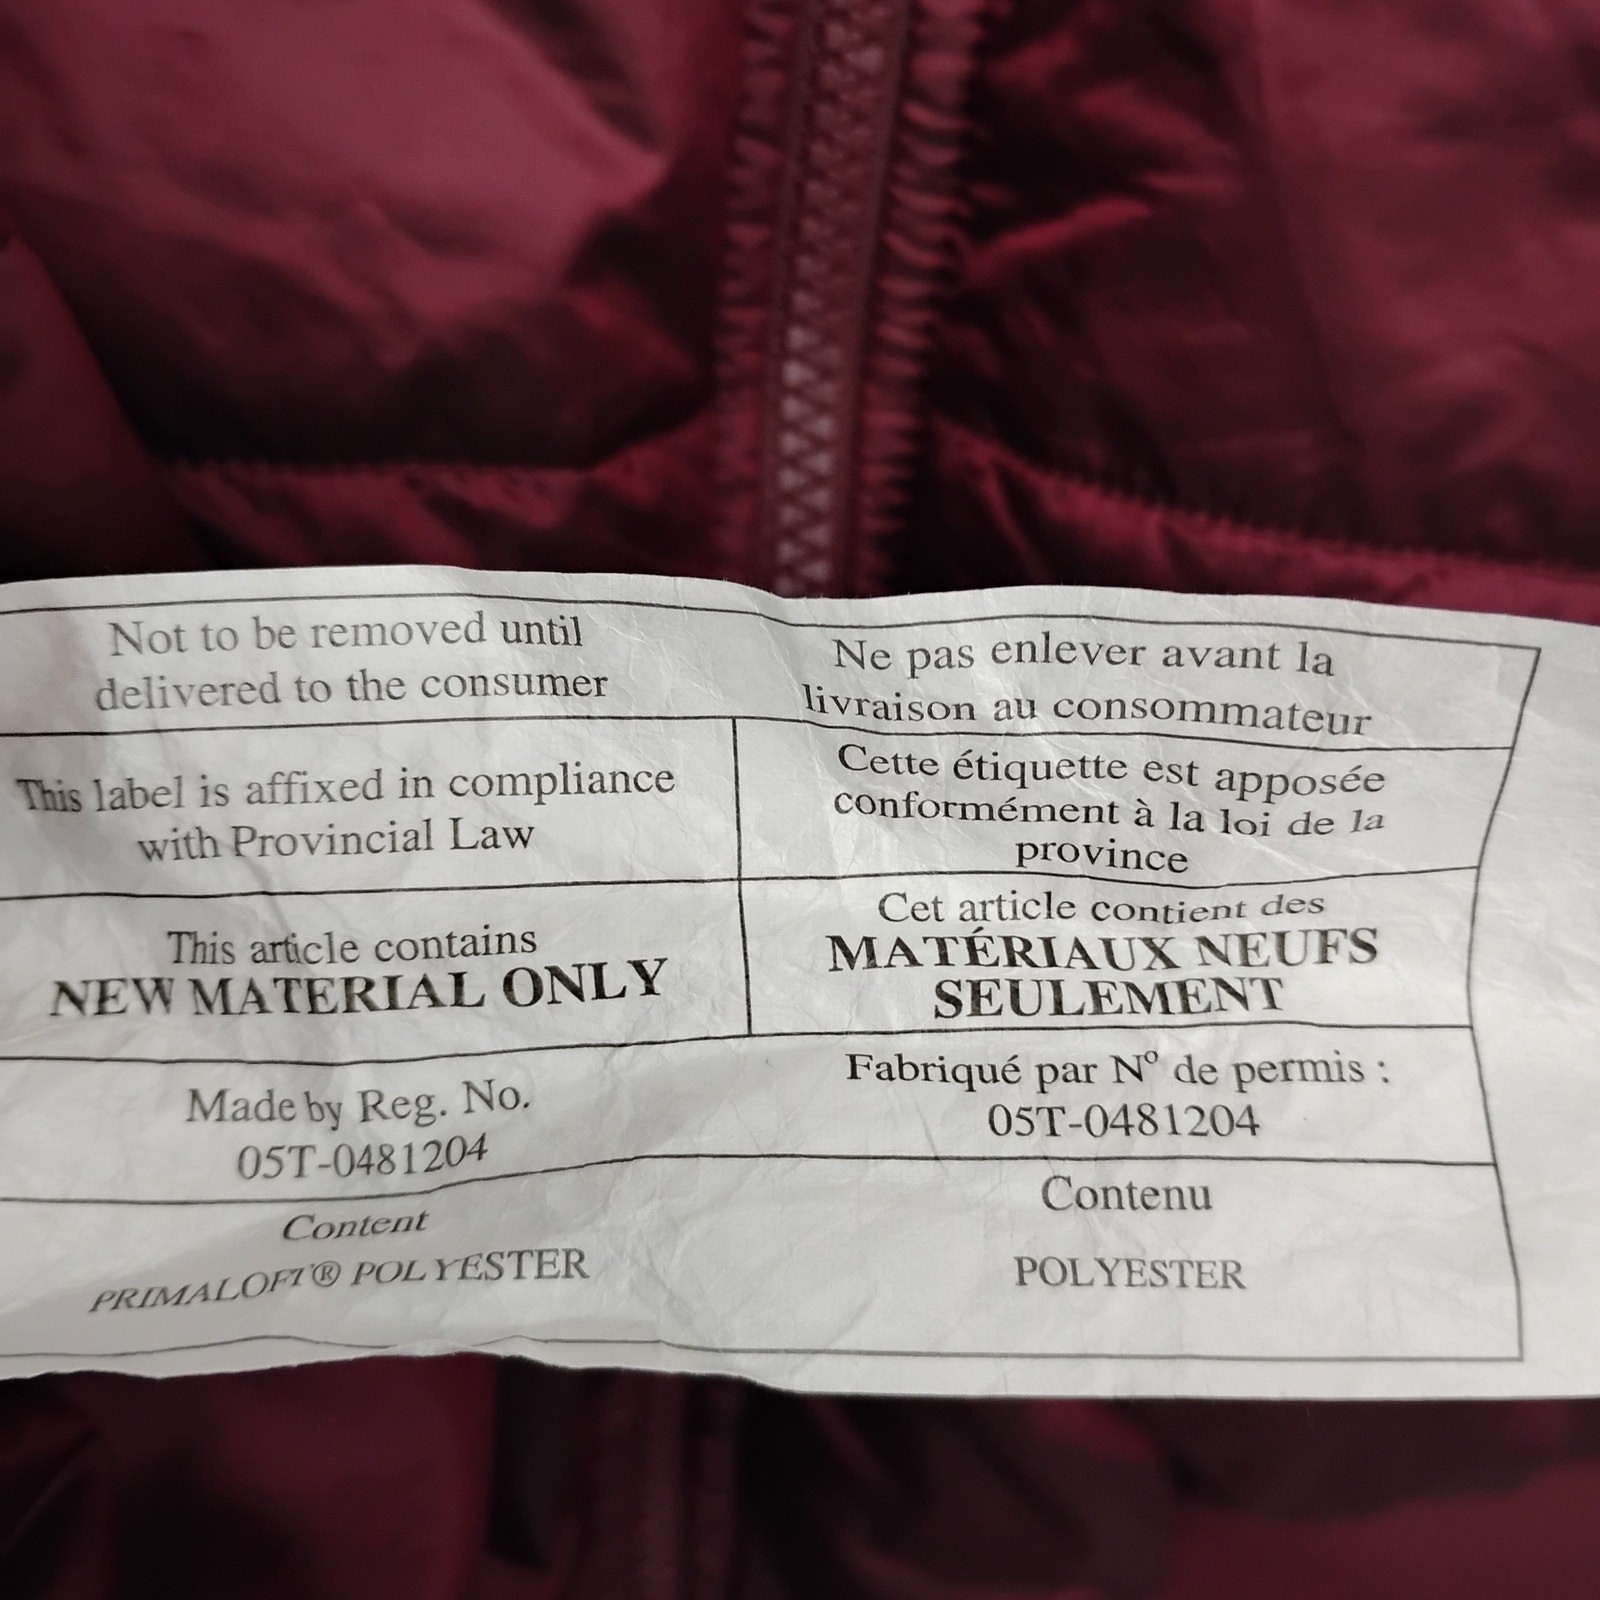 Not to be removed until
delivered to the consumer
Ne pas enlever avant la
livraison au consommateur
This label is affixed in compliance
with Provincial Law
Cette étiquette est apposée
conformément à la loi de la
province
This article contains
NEW MATERIAL ONLY
Cet article contient des
MATÉRIAUX NEUFS
SEULEMENT
Made by Reg. No.
05T-0481204
Fabriqué par Nº de permis :
05T-0481204
Content
PRIMALOFT® POLYESTER
Contenu
POLYESTER